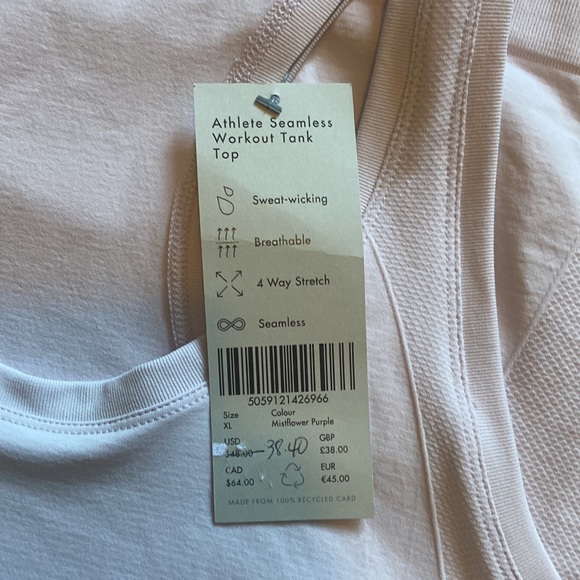 Athlete Seamless
Workout Tank
Top
Sweat-wicking
Breathable
4 Way Stretch
Seamless
5059121426966
Size Colour
XL Mistflower Purple
USD GBP
$48.00 38.40 £38.00
CAD EUR
$64.00 €45.00
MADE FROM 100% RECYCLED CARD